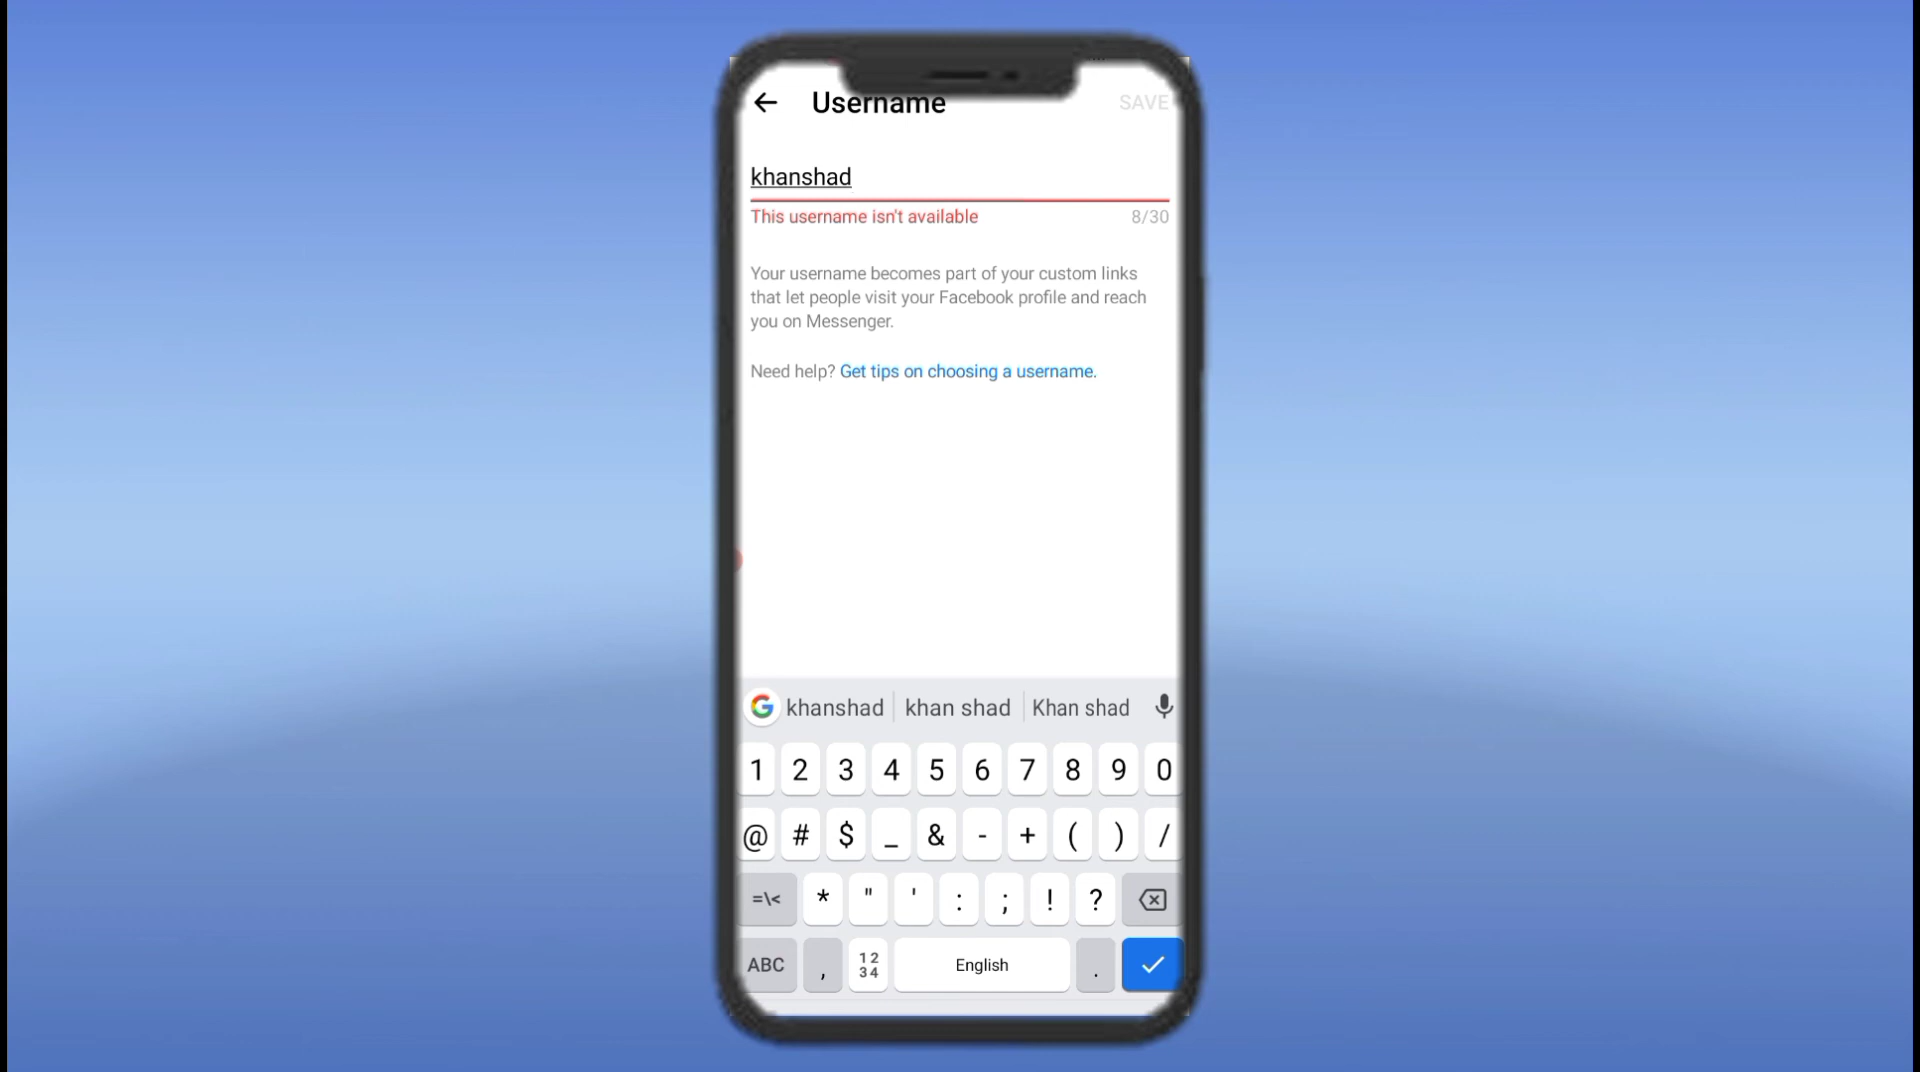 Username
SAVE
khanshad
This username isn't available
8/30
Your username becomes part of your custom links
that let people visit your Facebook profile and reach
you on Messenger.
Need help? Get tips on choosing a username.
G khanshad khan shad Khan shad
1 2 3 4 5 6 7 8 9 0
@ # $ _ & - + ( ) /
=\< * " ' : ; ! ?
ABC , 12 34 English .